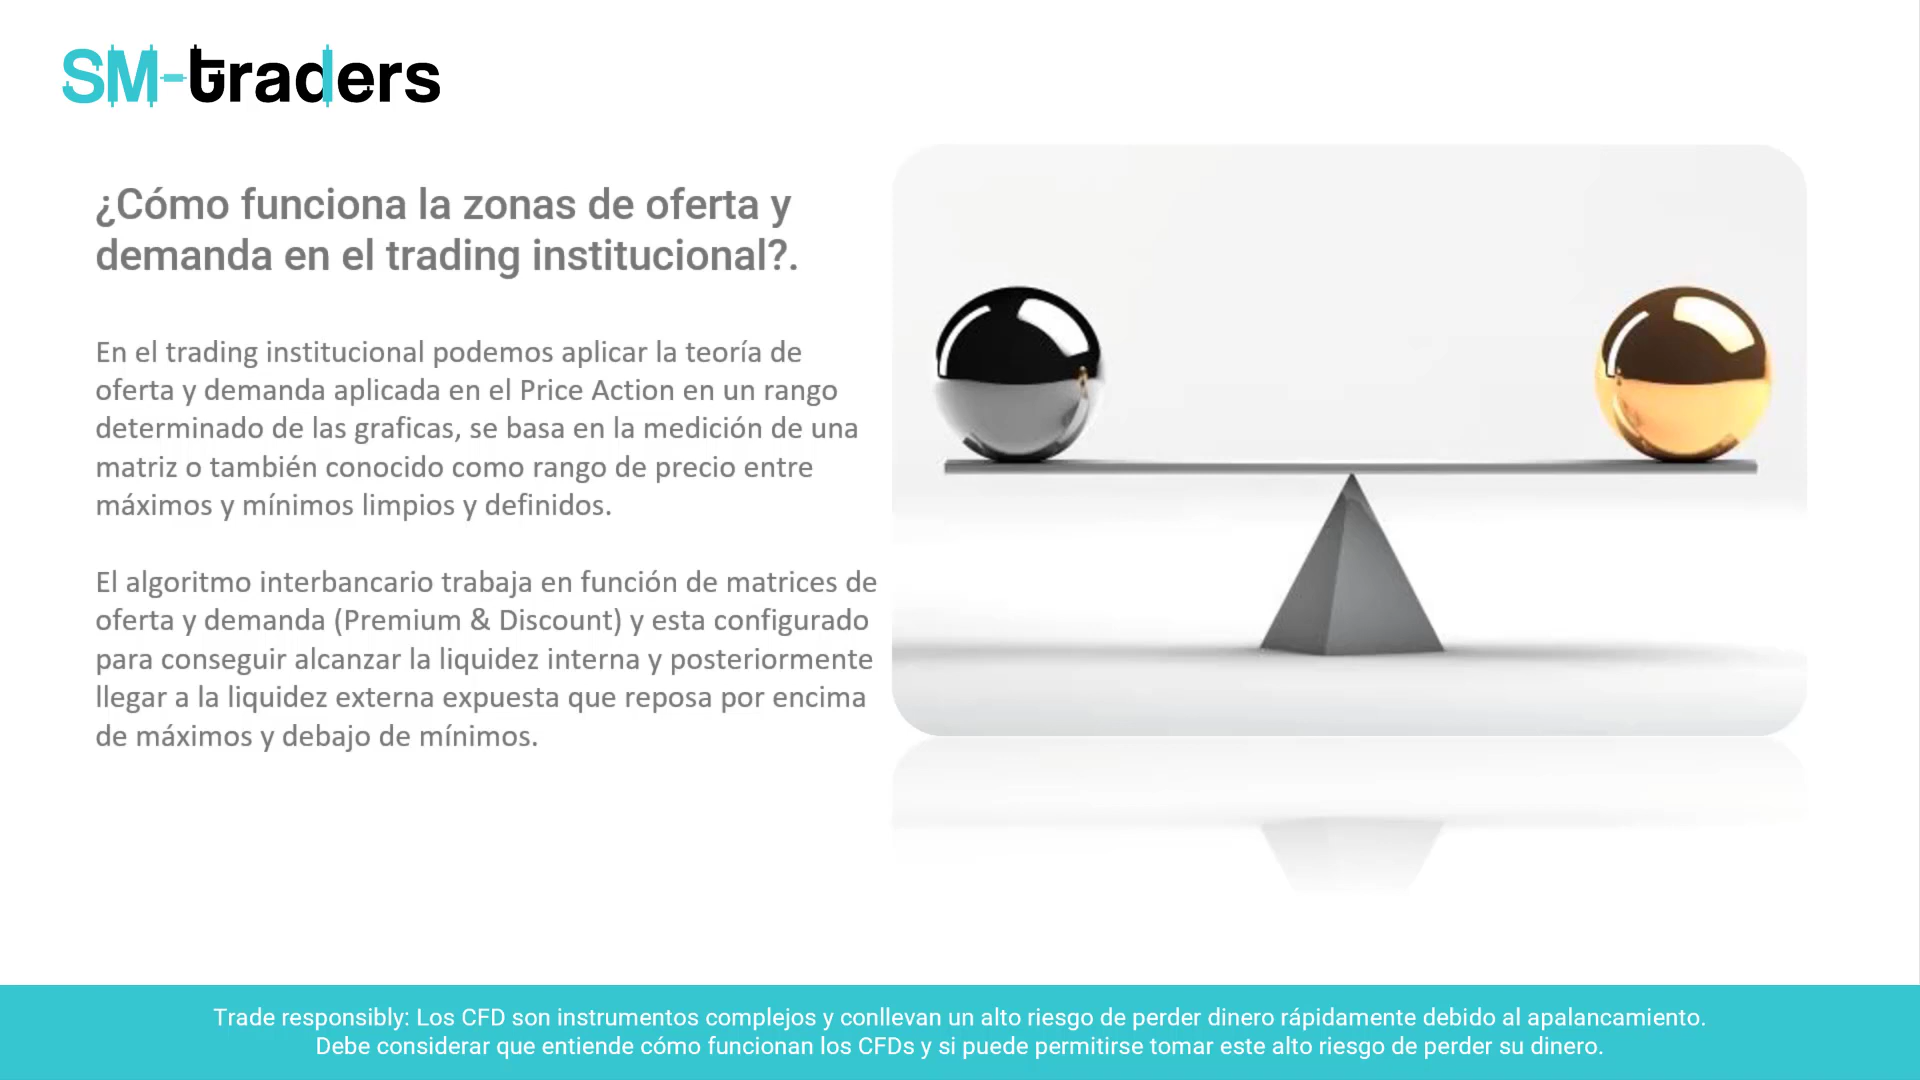 SM-traders
¿Cómo funciona la zonas de oferta y
demanda en el trading institucional?.
En el trading institucional podemos aplicar la teoría de
oferta y demanda aplicada en el Price Action en un rango
determinado de las graficas, se basa en la medición de una
matriz o también conocido como rango de precio entre
máximos y mínimos limpios y definidos.
El algoritmo interbancario trabaja en función de matrices de
oferta y demanda (Premium & Discount) y esta configurado
para conseguir alcanzar la liquidez interna y posteriormente
llegar a la liquidez externa expuesta que reposa por encima
de máximos y debajo de mínimos.
Trade responsibly: Los CFD son instrumentos complejos y conllevan un alto riesgo de perder dinero rápidamente debido al apalancamiento.
Debe considerar que entiende cómo funcionan los CFDs y si puede permitirse tomar este alto riesgo de perder su dinero.